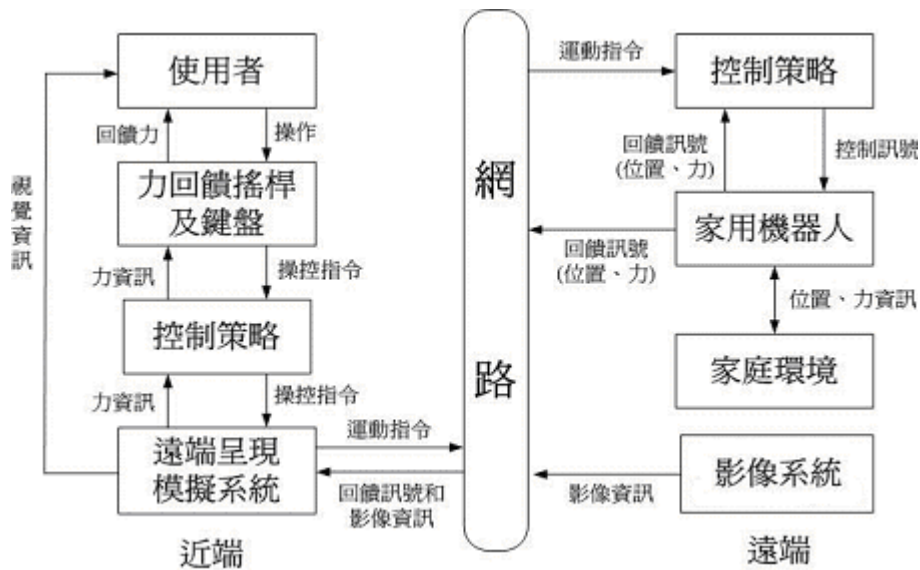 使用者
回饋力
操作
力回饋搖桿
及鍵盤
視覺資訊
力資訊
操控指令
控制策略
力資訊
操控指令
遠端呈現
模擬系統
近端
運動指令
回饋訊號和
影像資訊
網路
運動指令
控制策略
回饋訊號
(位置、力)
控制訊號
家用機器人
回饋訊號
(位置、力)
位置、力資訊
家庭環境
影像系統
影像資訊
遠端